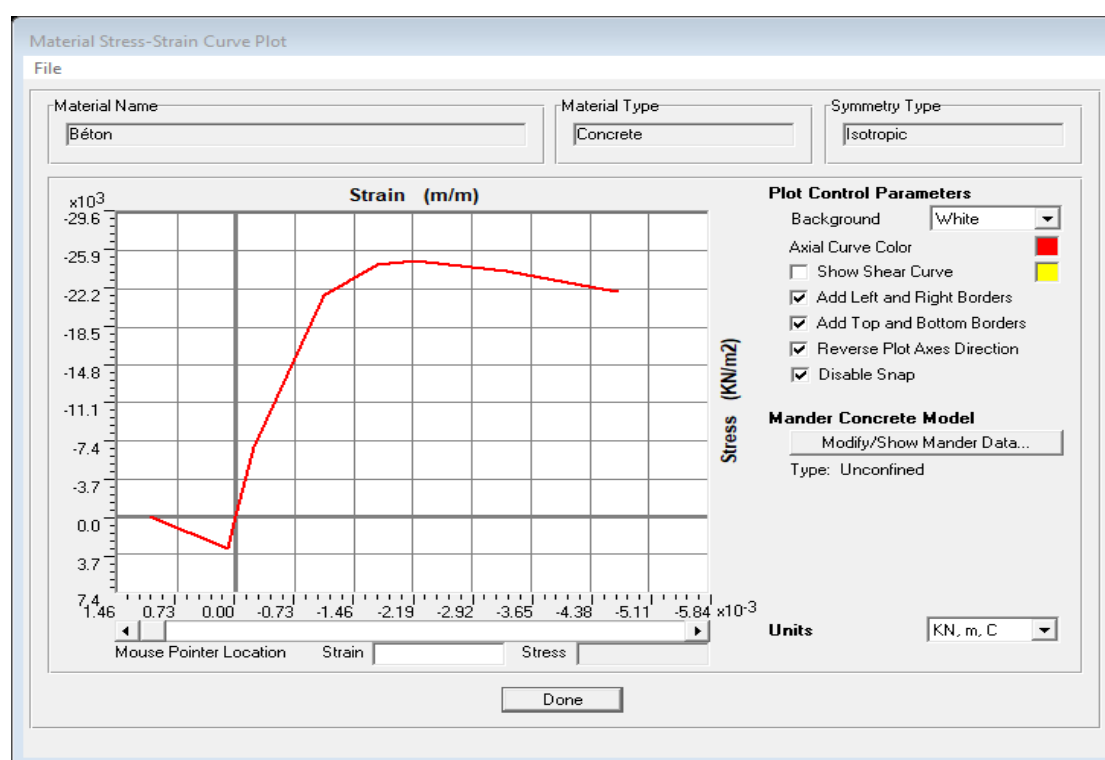 Material Stress-Strain Curve Plot
File
Material Name
Béton
Material Type
Concrete
Symmetry Type
Isotropic
Strain (m/m)
x10³
-29.6
-25.9
-22.2
-18.5
-14.8
-11.1
-7.4
-3.7
0.0
3.7
7.4
1.46 0.73 0.00 -0.73 -1.46 -2.19 -2.92 -3.65 -4.38 -5.11 -5.84 x10⁻³
Stress (KN/m2)
Mouse Pointer Location Strain Stress
Plot Control Parameters
Background White
Axial Curve Color
Show Shear Curve
Add Left and Right Borders
Add Top and Bottom Borders
Reverse Plot Axes Direction
Disable Snap
Mander Concrete Model
Modify/Show Mander Data...
Type: Unconfined
Units KN, m, C
Done